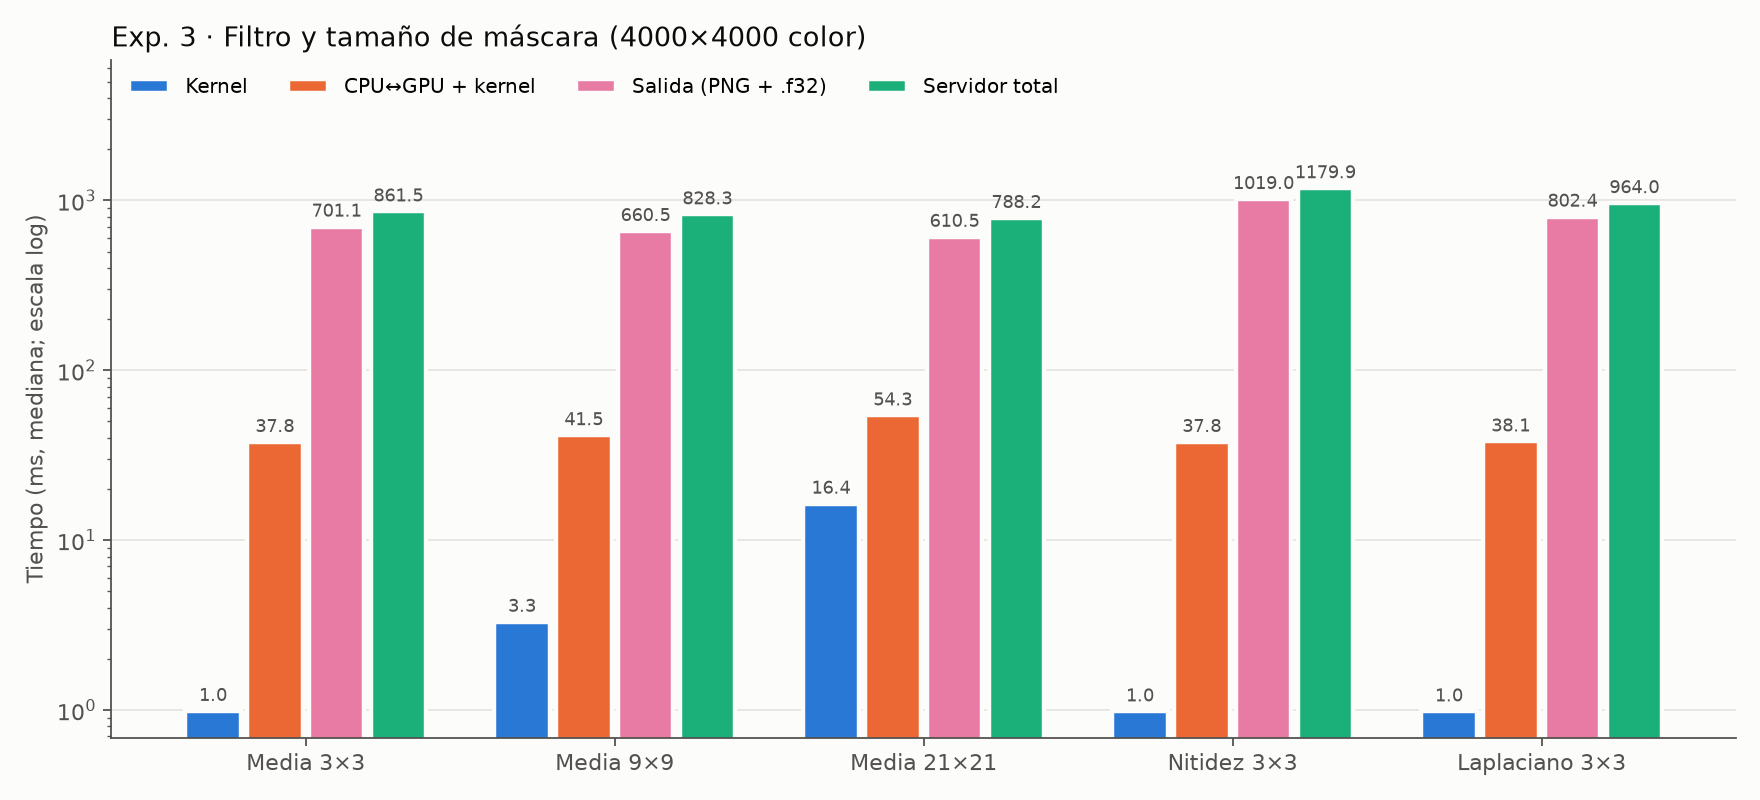 Exp. 3 · Filtro y tamaño de máscara (4000×4000 color)
Kernel
CPU↔GPU + kernel
Salida (PNG + .f32)
Servidor total
Tiempo (ms, mediana; escala log)
10³
10²
10¹
10⁰
1.0
37.8
701.1
861.5
3.3
41.5
660.5
828.3
16.4
54.3
610.5
788.2
1.0
37.8
1019.0
1179.9
1.0
38.1
802.4
964.0
Media 3×3
Media 9×9
Media 21×21
Nitidez 3×3
Laplaciano 3×3